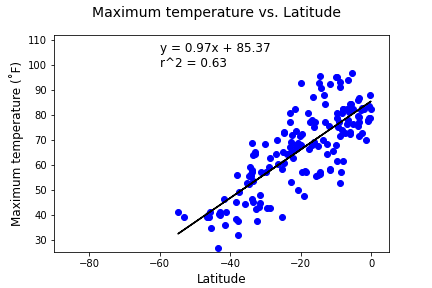 Maximum temperature vs. Latitude
y = 0.97x + 85.37
r^2 = 0.63
110
100
90
80
70
60
50
40
30
Maximum temperature (˚F)
−80
−60
−40
−20
0
Latitude